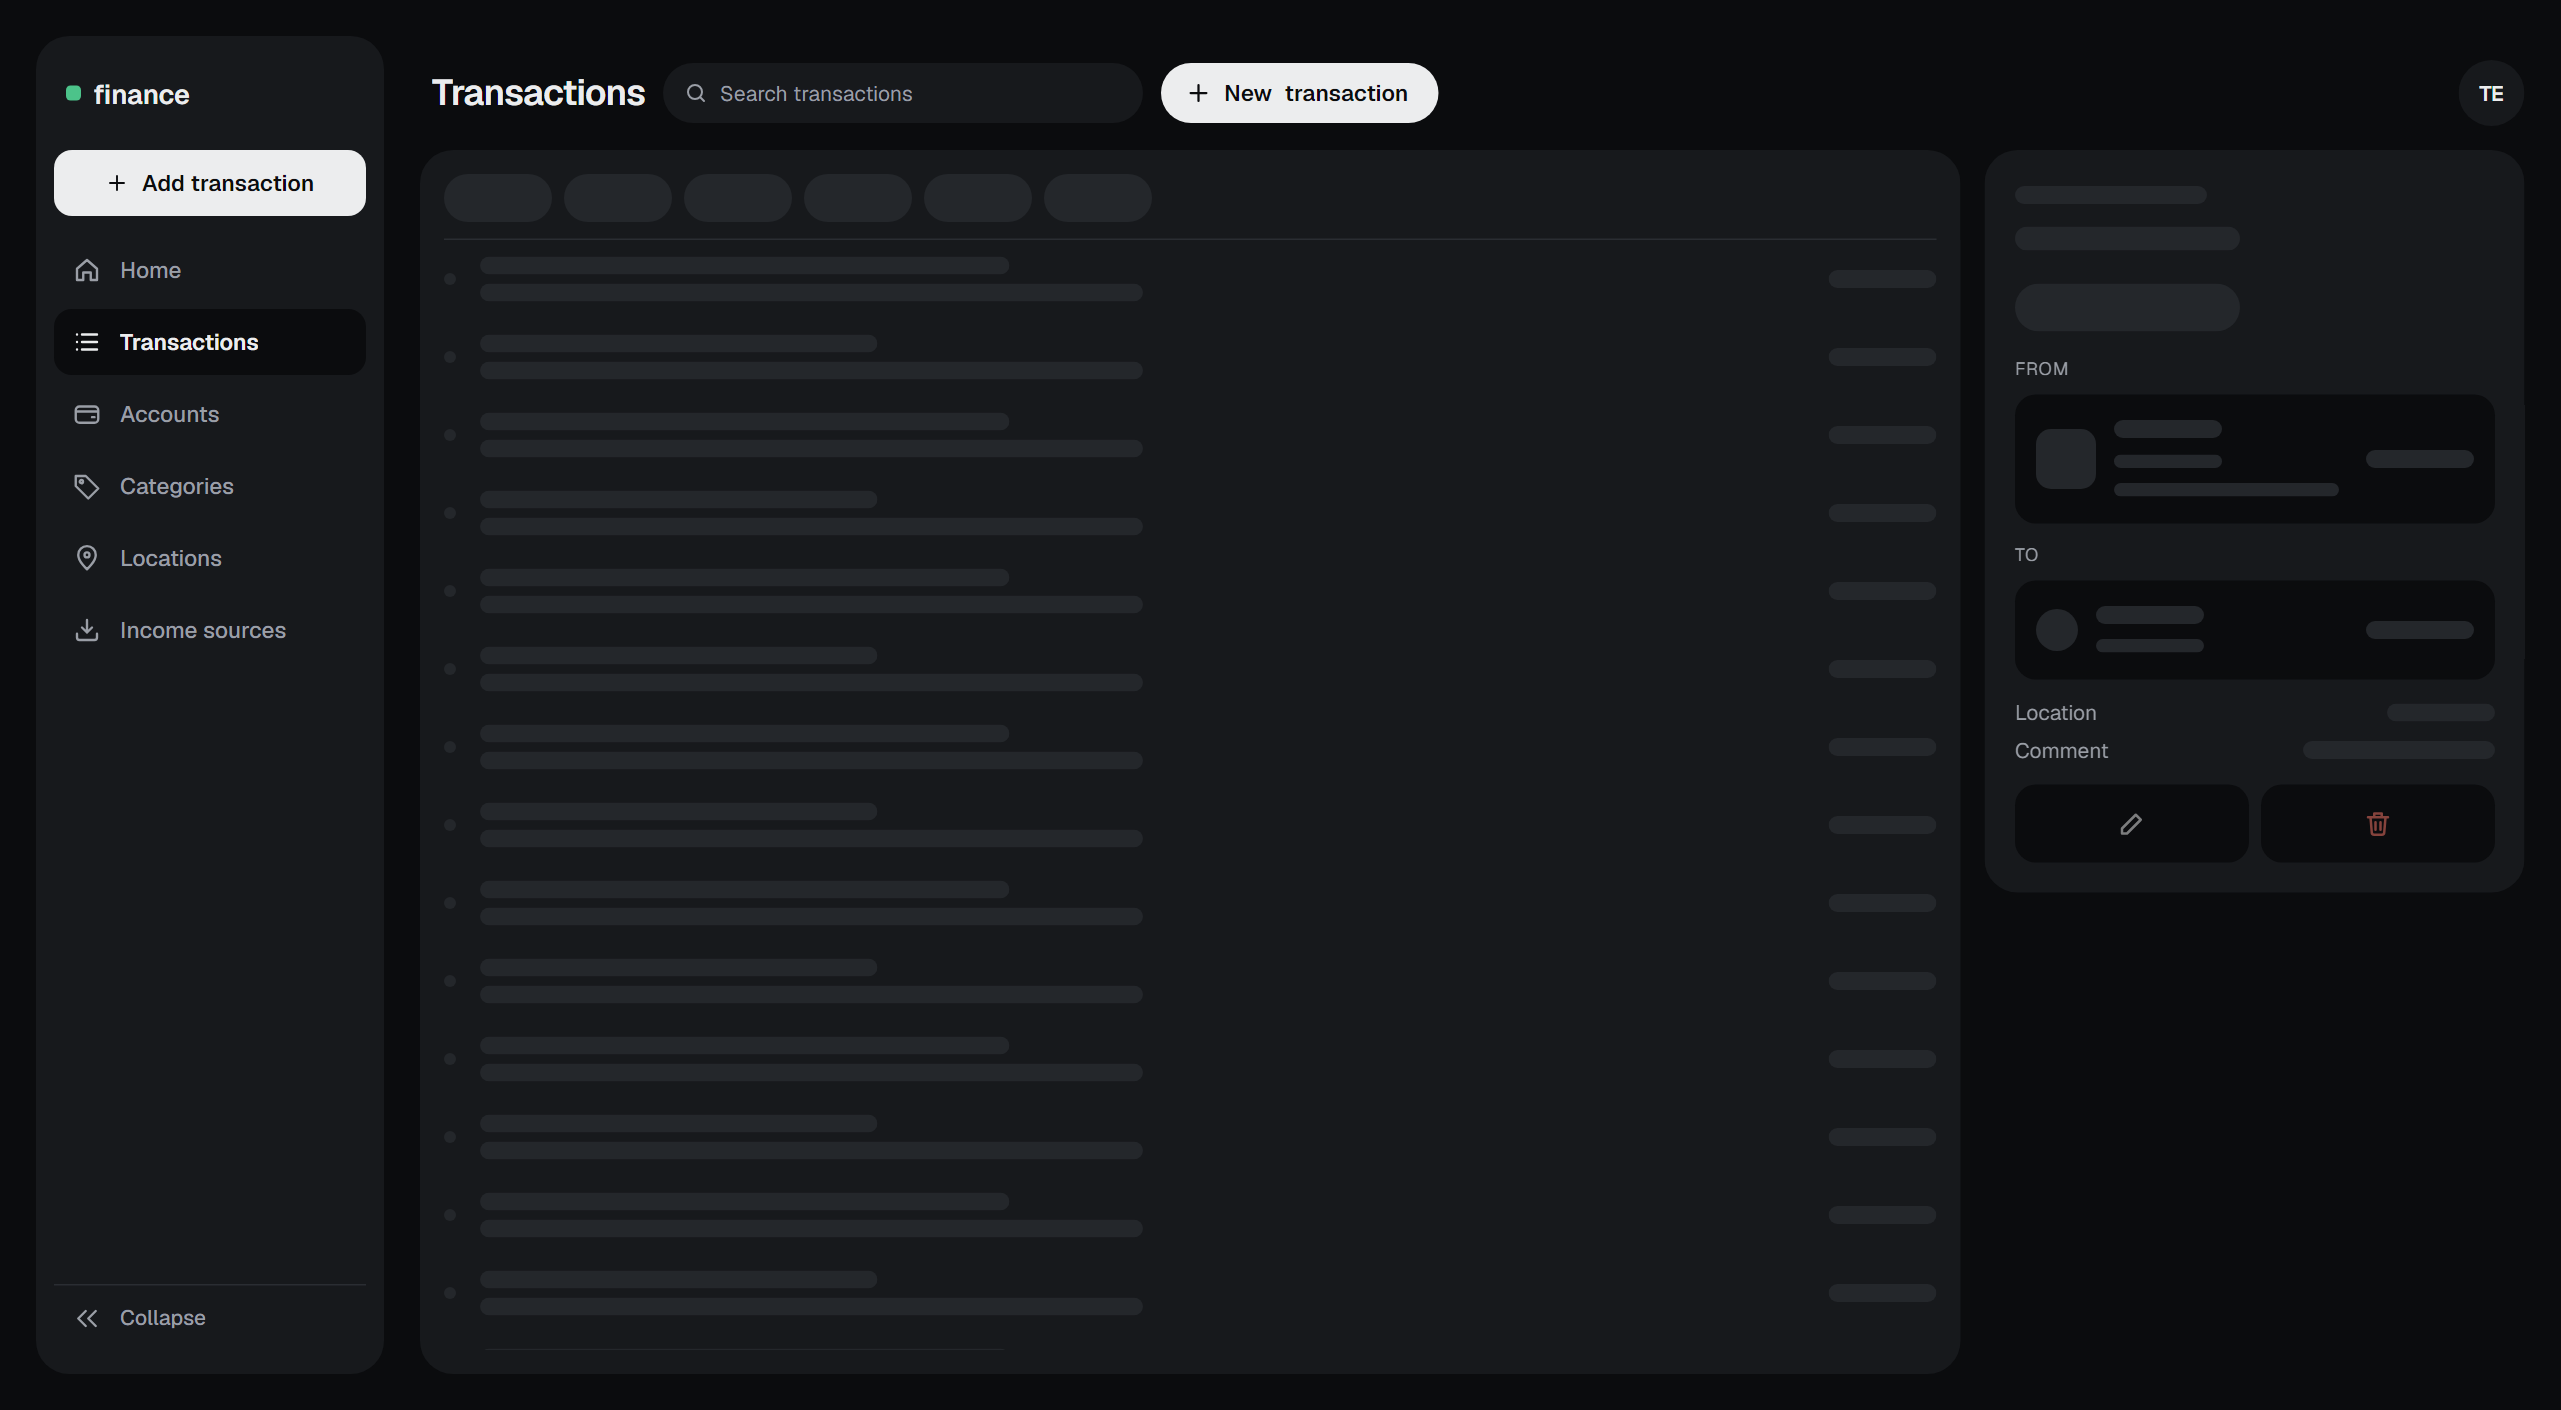 finance
Add transaction
Home
Transactions
Accounts
Categories
Locations
Income sources
Collapse
Transactions
Search transactions
New transaction
TE
FROM
TO
Location
Comment